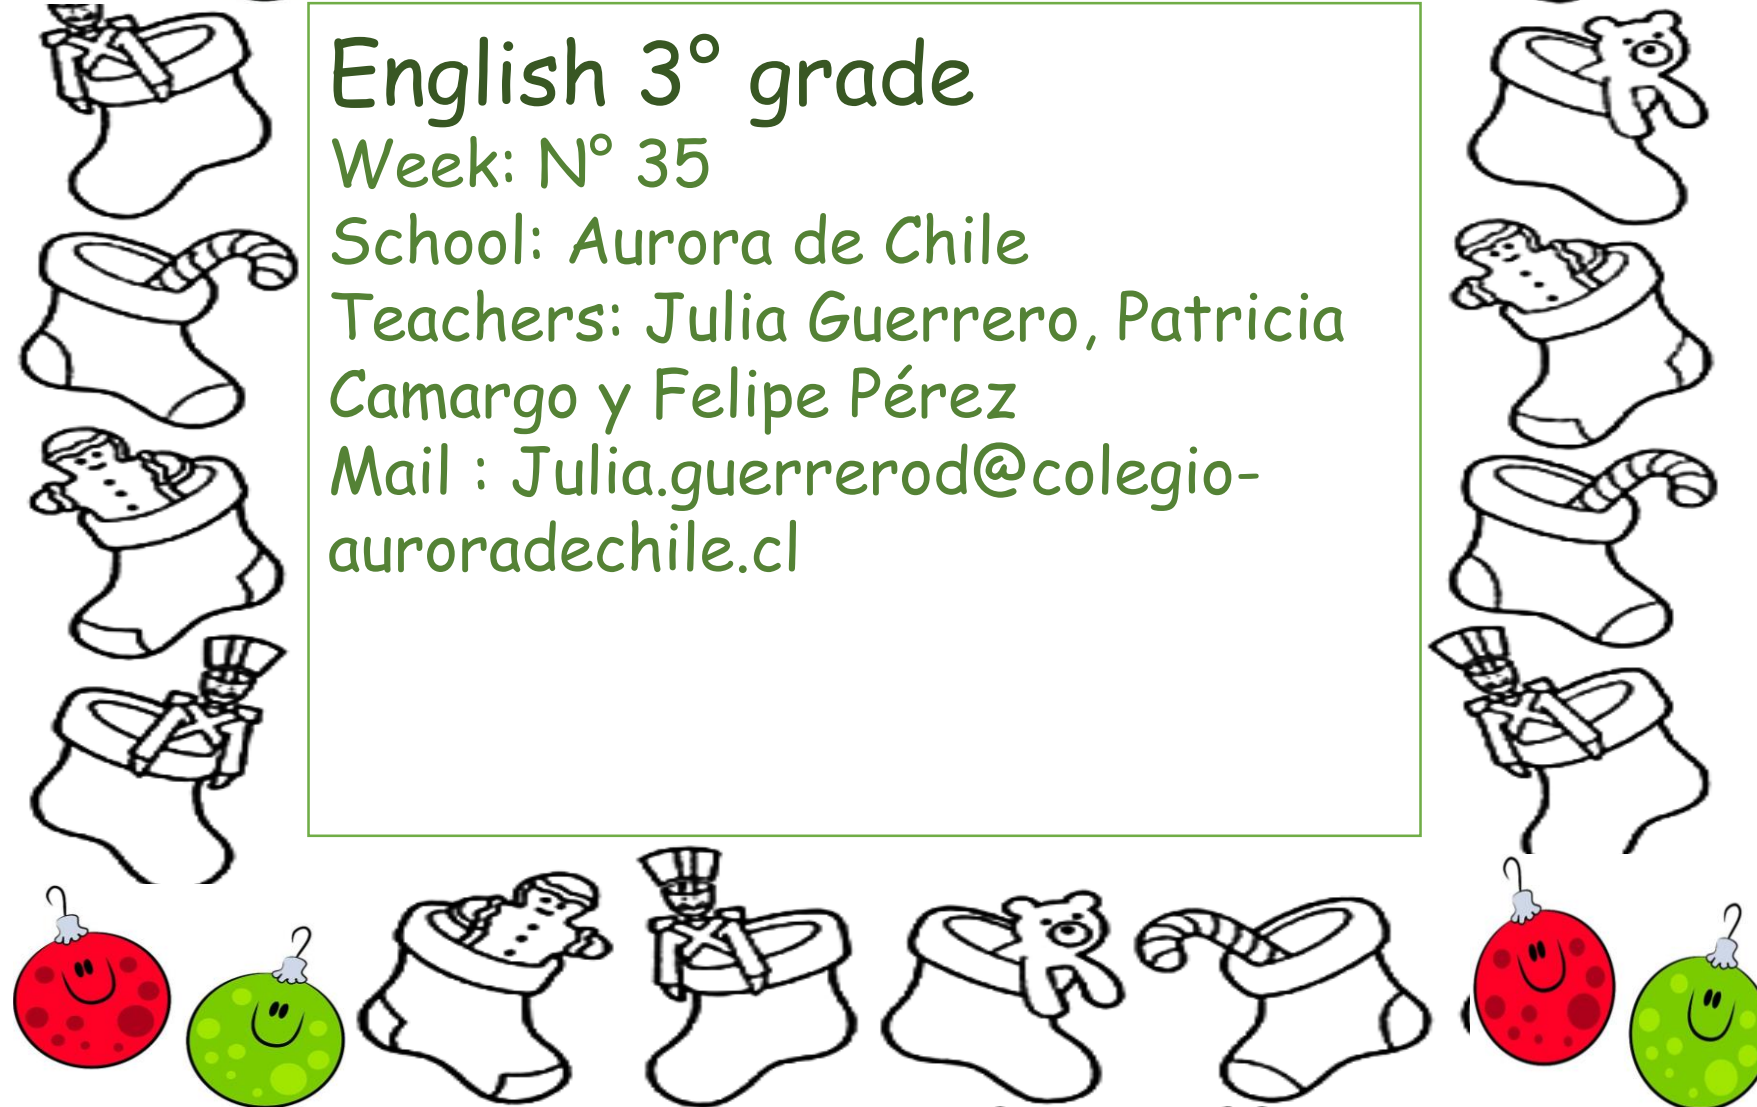 English 3° grade
Week: N° 35
School: Aurora de Chile
Teachers: Julia Guerrero, Patricia
Camargo y Felipe Pérez
Mail : Julia.guerrerod@colegio-
auroradechile.cl